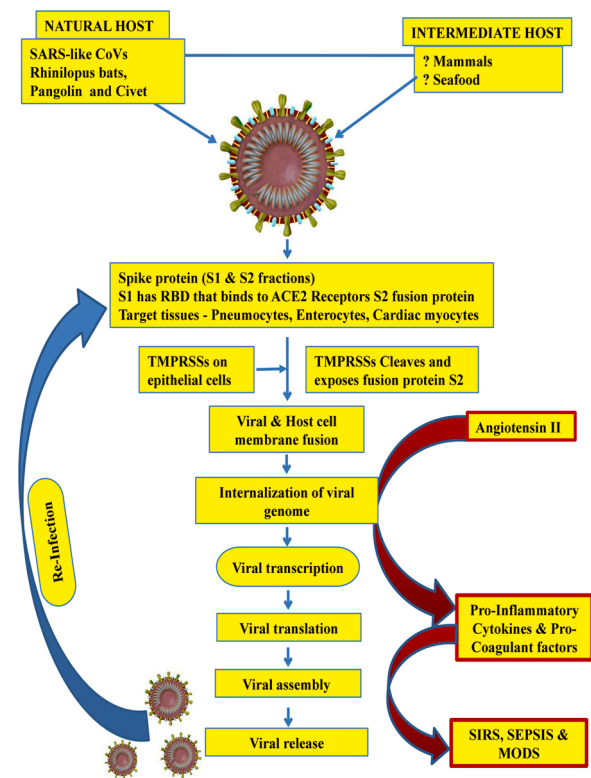 NATURAL HOST
SARS-like CoVs
Rhinilopus bats,
Pangolin and Civet
INTERMEDIATE HOST
? Mammals
? Seafood
Spike protein (S1 & S2 fractions)
S1 has RBD that binds to ACE2 Receptors S2 fusion protein
Target tissues - Pneumocytes, Enterocytes, Cardiac myocytes
TMPRSSs on
epithelial cells
TMPRSSs Cleaves and
exposes fusion protein S2
Viral & Host cell
membrane fusion
Angiotensin II
Internalization of viral
genome
Re-Infection
Viral transcription
Pro-Inflammatory
Cytokines & Pro-
Coagulant factors
Viral translation
Viral assembly
Viral release
SIRS, SEPSIS &
MODS